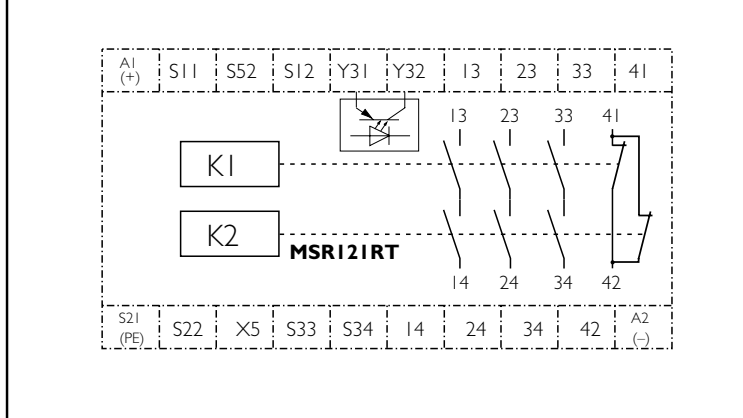 A1 (+) S11 S52 S12 Y31 Y32 13 23 33 41
13 23 33 41
K1
K2
MSR121RT
14 24 34 42
S21 (PE) S22 X5 S33 S34 14 24 34 42 A2 (–)